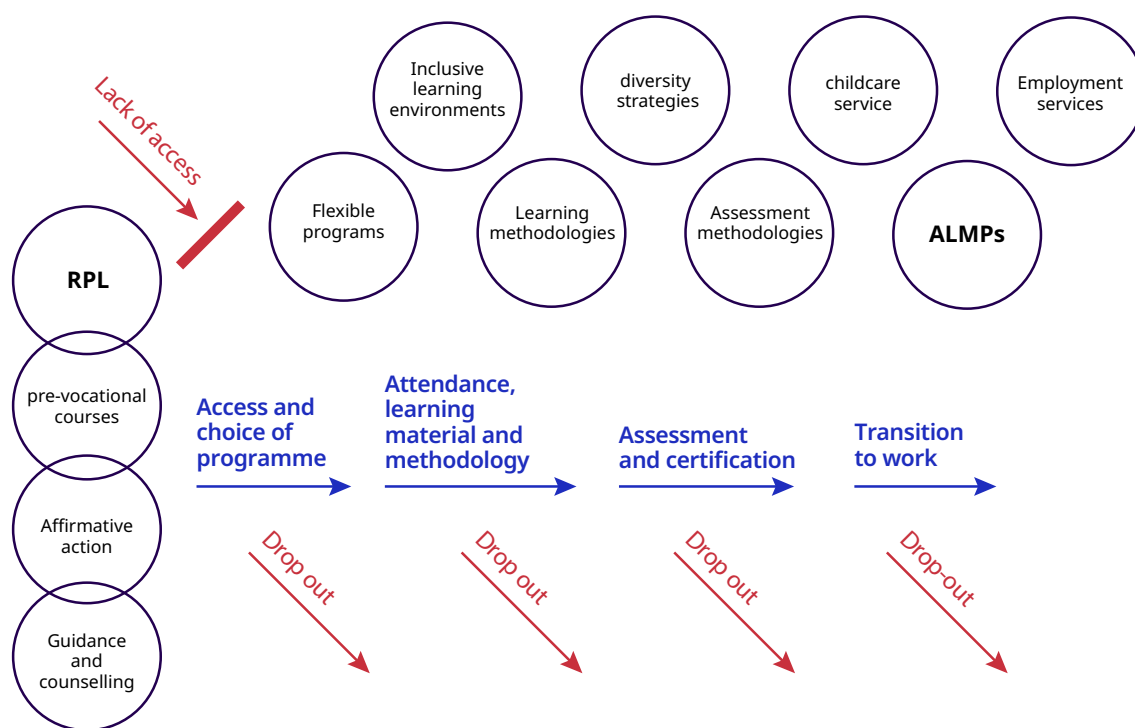 Inclusive
learning
environments
diversity
strategies
childcare
service
Employment
services
Lack of access
Flexible
programs
Learning
methodologies
Assessment
methodologies
ALMPs
RPL
pre-vocational
courses
Affirmative
action
Guidance
and
counselling
Access and
choice of
programme
Attendance,
learning
material and
methodology
Assessment
and certification
Transition
to work
Drop out
Drop out
Drop out
Drop-out